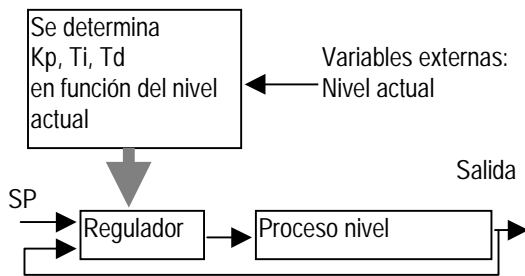 Se determina
Kp, Ti, Td
en función del nivel
actual
Variables externas:
Nivel actual
Salida
SP
Regulador
Proceso nivel